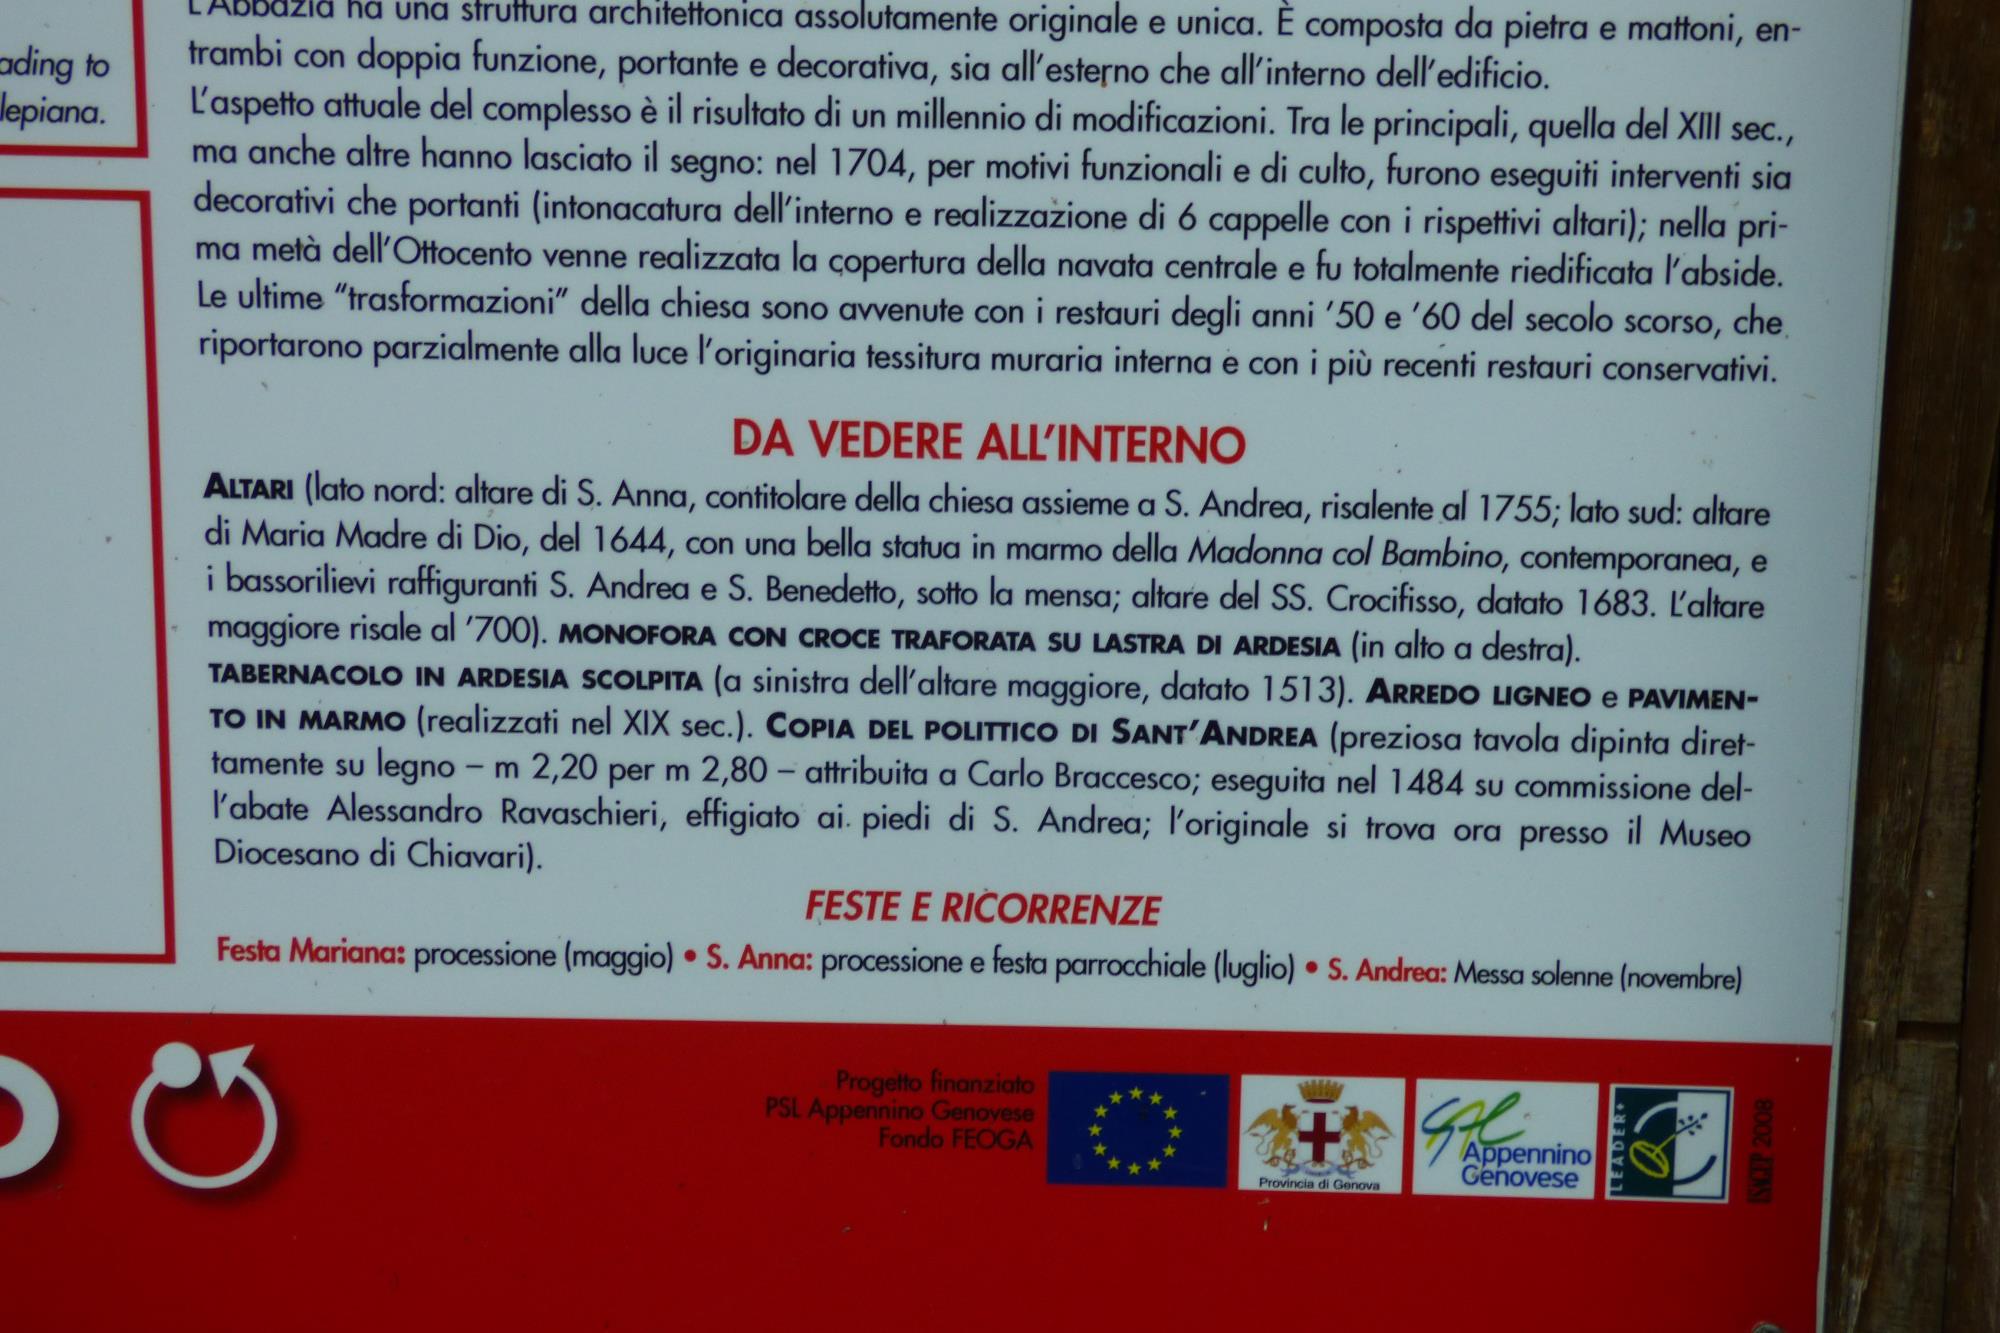 ading to
lepiana.
L'Abbazia ha una struttura architettonica assolutamente originale e unica. È composta da pietra e mattoni, en-
trambi con doppia funzione, portante e decorativa, sia all'esterno che all'interno dell'edificio.
L'aspetto attuale del complesso è il risultato di un millennio di modificazioni. Tra le principali, quella del XIII sec.,
ma anche altre hanno lasciato il segno: nel 1704, per motivi funzionali e di culto, furono eseguiti interventi sia
decorativi che portanti (intonacatura dell'interno e realizzazione di 6 cappelle con i rispettivi altari); nella pri-
ma metà dell'Ottocento venne realizzata la copertura della navata centrale e fu totalmente riedificata l'abside.
Le ultime "trasformazioni" della chiesa sono avvenute con i restauri degli anni '50 e '60 del secolo scorso, che
riportarono parzialmente alla luce l'originaria tessitura muraria interna e con i più recenti restauri conservativi.
DA VEDERE ALL'INTERNO
ALTARI (lato nord: altare di S. Anna, contitolare della chiesa assieme a S. Andrea, risalente al 1755; lato sud: altare
di Maria Madre di Dio, del 1644, con una bella statua in marmo della Madonna col Bambino, contemporanea, e
i bassorilievi raffiguranti S. Andrea e S. Benedetto, sotto la mensa; altare del SS. Crocifisso, datato 1683. L'altare
maggiore risale al '700). MONOFORA CON CROCE TRAFORATA SU LASTRA DI ARDESIA (in alto a destra).
TABERNACOLO IN ARDESIA SCOLPITA (a sinistra dell'altare maggiore, datato 1513). ARREDO LIGNEO e PAVIMEN-
TO IN MARMO (realizzati nel XIX sec.). COPIA DEL POLITTICO DI SANT'ANDREA (preziosa tavola dipinta diret-
tamente su legno – m 2,20 per m 2,80 – attribuita a Carlo Braccesco; eseguita nel 1484 su commissione del-
l'abate Alessandro Ravaschieri, effigiato ai piedi di S. Andrea; l'originale si trova ora presso il Museo
Diocesano di Chiavari).
FESTE E RICORRENZE
Festa Mariana: processione (maggio) • S. Anna: processione e festa parrocchiale (luglio) • S. Andrea: Messa solenne (novembre)
Progetto finanziato
PSL Appennino Genovese
Fondo FEOGA
Provincia di Genova
GAL
Appennino
Genovese
LEADER+
2008